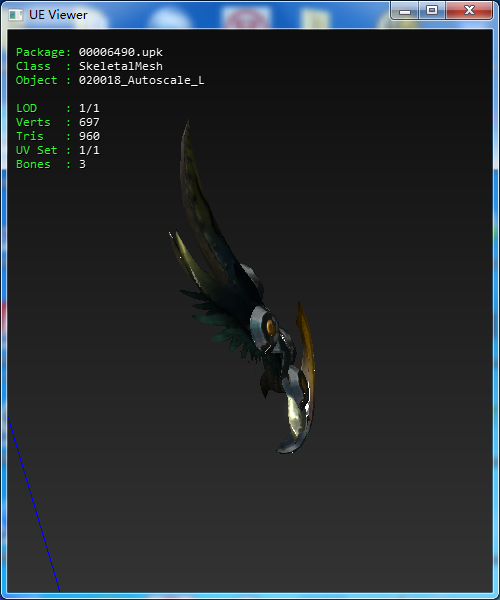 UE Viewer
Package: 00006490.upk
Class : SkeletalMesh
Object : 020018_Autoscale_L
LOD : 1/1
Verts : 697
Tris : 960
UV Set : 1/1
Bones : 3